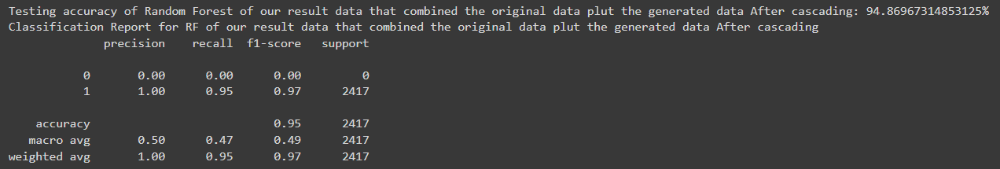 Testing accuracy of Random Forest of our result data that combined the original data plut the generated data After cascading: 94.86967314853125%
Classification Report for RF of our result data that combined the original data plut the generated data After cascading
precision recall f1-score support
0 0.00 0.00 0.00 0
1 1.00 0.95 0.97 2417
accuracy 0.95 2417
macro avg 0.50 0.47 0.49 2417
weighted avg 1.00 0.95 0.97 2417